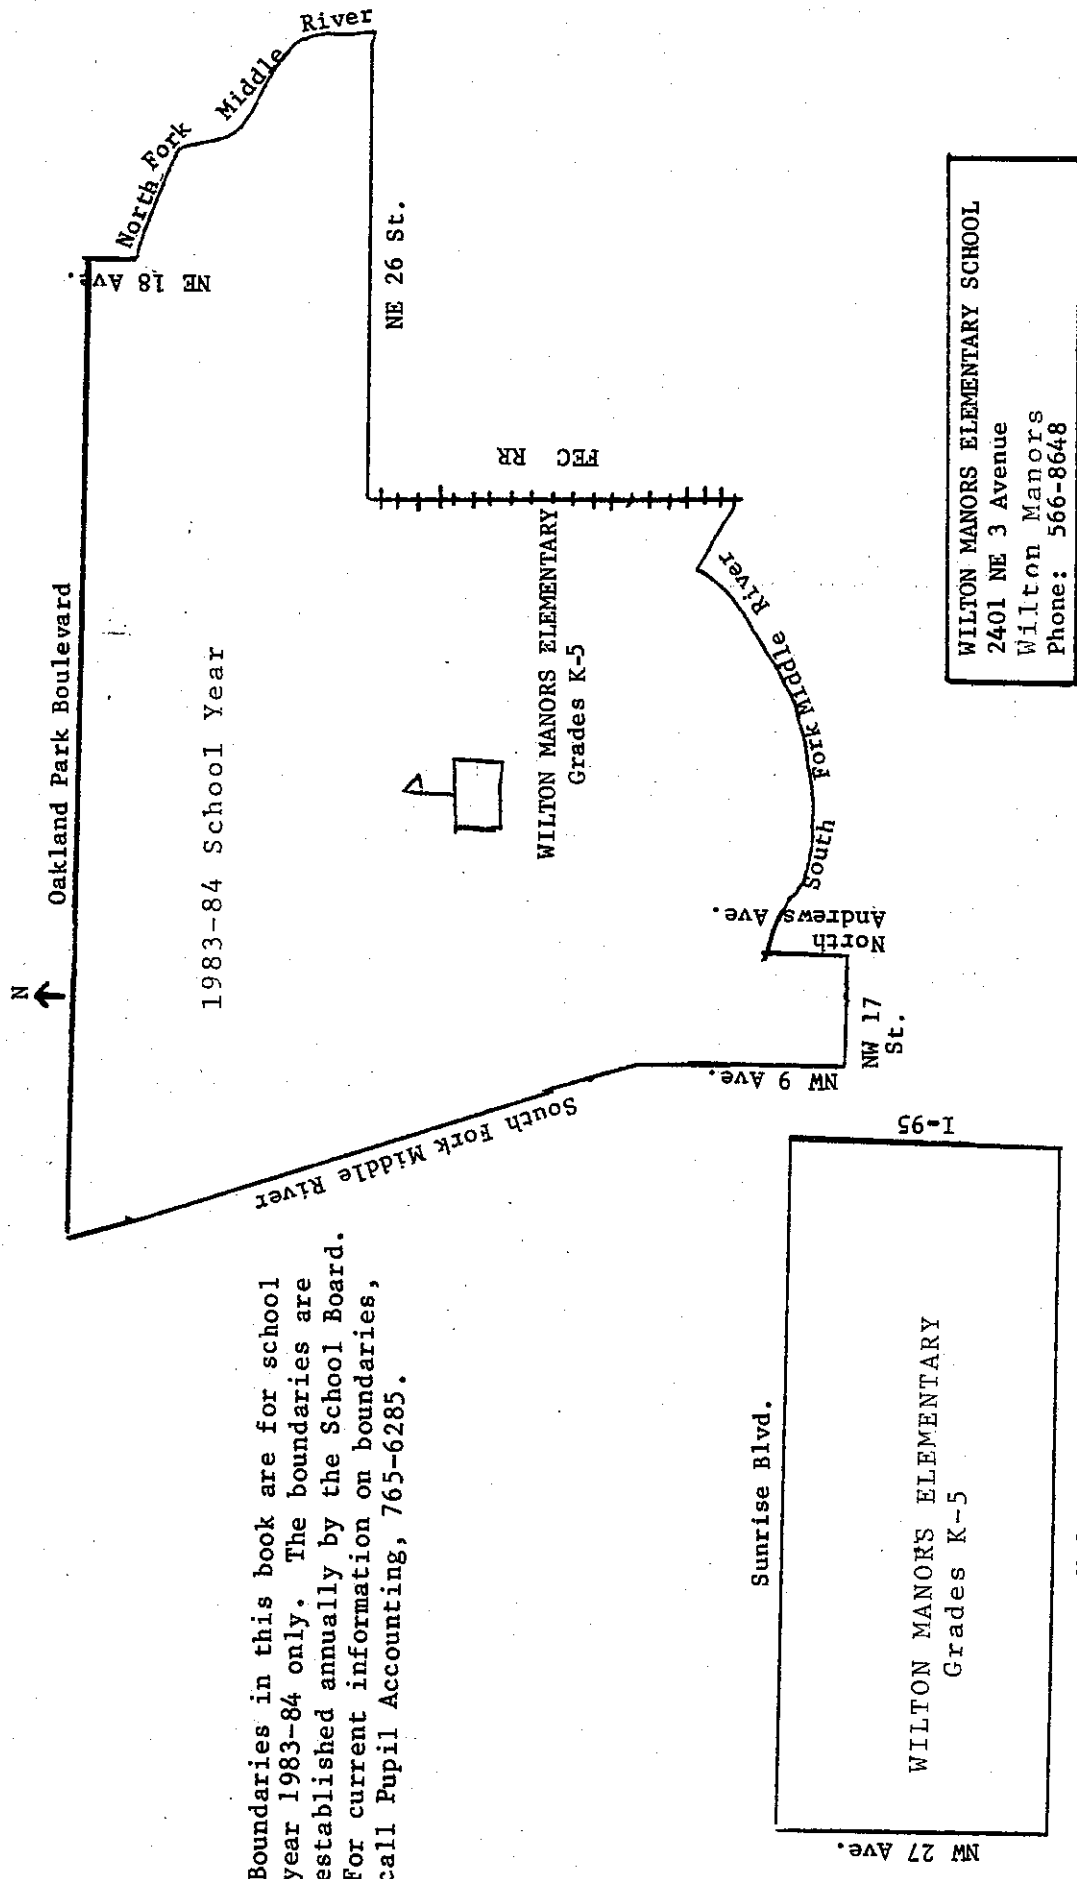 N
Oakland Park Boulevard
NE 18 Ave.
North Fork Middle River
1983-84 School Year
NE 26 St.
FEC RR
WILTON MANORS ELEMENTARY
Grades K-5
South Fork Middle River
North
Andrews Ave.
NW 17
St.
NW 9 Ave.
South Fork Middle River
Boundaries in this book are for school
year 1983-84 only. The boundaries are
established annually by the School Board.
For current information on boundaries,
call Pupil Accounting, 765-6285.
WILTON MANORS ELEMENTARY SCHOOL
2401 NE 3 Avenue
Wilton Manors
Phone: 566-8648
Sunrise Blvd.
I-95
WILTON MANORS ELEMENTARY
Grades K-5
NW 27 Ave.